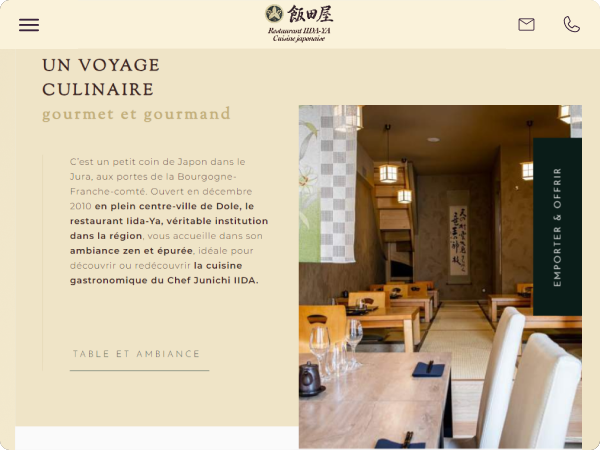 飯田屋
Restaurant IIDA-YA
Cuisine japonaise
UN VOYAGE
CULINAIRE
gourmet et gourmand
C'est un petit coin de Japon dans le
Jura, aux portes de la Bourgogne-
Franche-comté. Ouvert en décembre
2010 en plein centre-ville de Dole, le
restaurant Iida-Ya, véritable institution
dans la région, vous accueille dans son
ambiance zen et épurée, idéale pour
découvrir ou redécouvrir la cuisine
gastronomique du Chef Junichi IIDA.
TABLE ET AMBIANCE
EMPORTER & OFFRIR